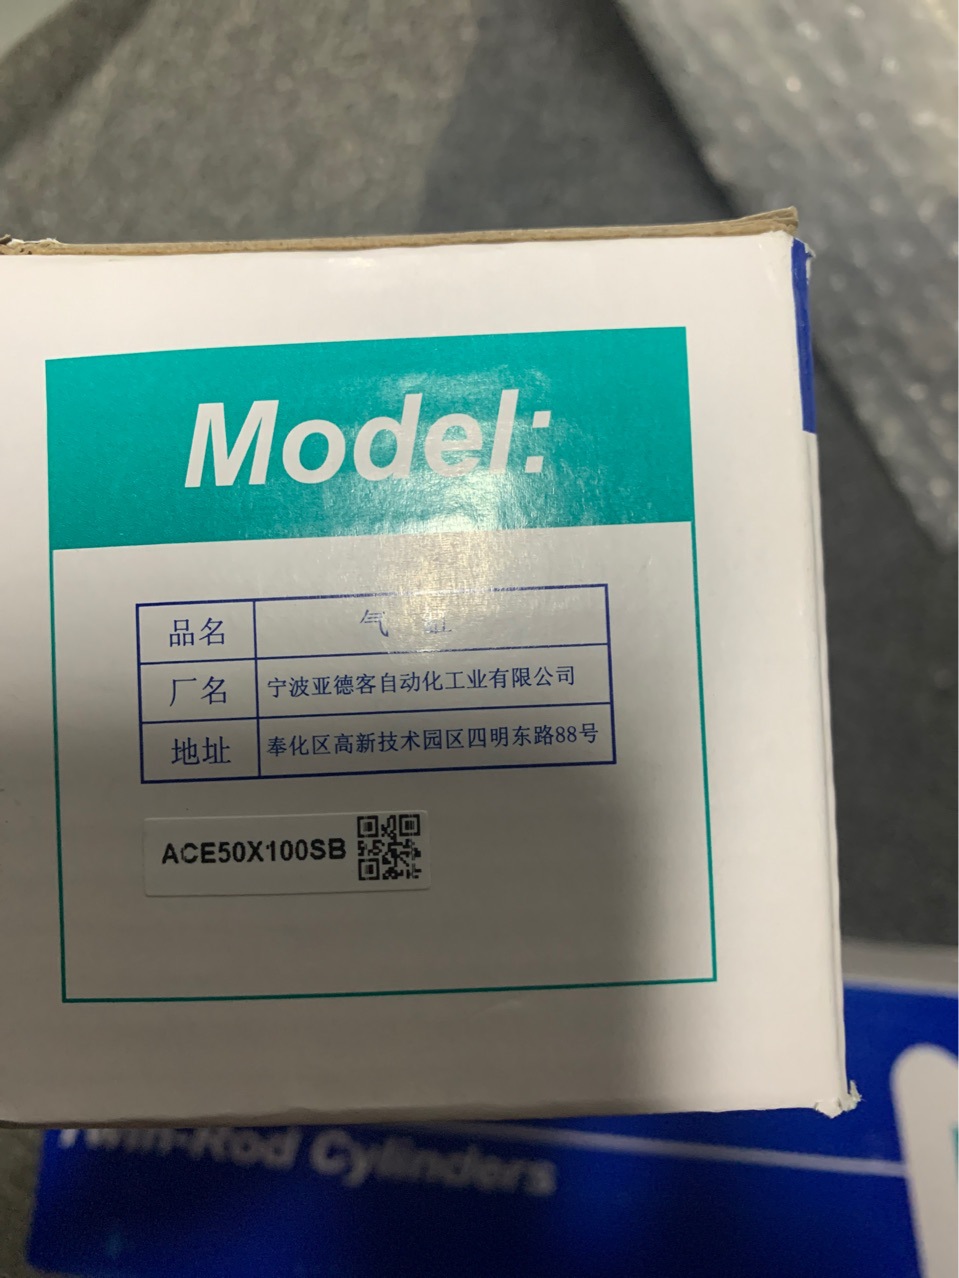 Model:
品名 气 缸
厂名 宁波亚德客自动化工业有限公司
地址 奉化区高新技术园区四明东路88号
ACE50X100SB
Twin-Rod Cylinders